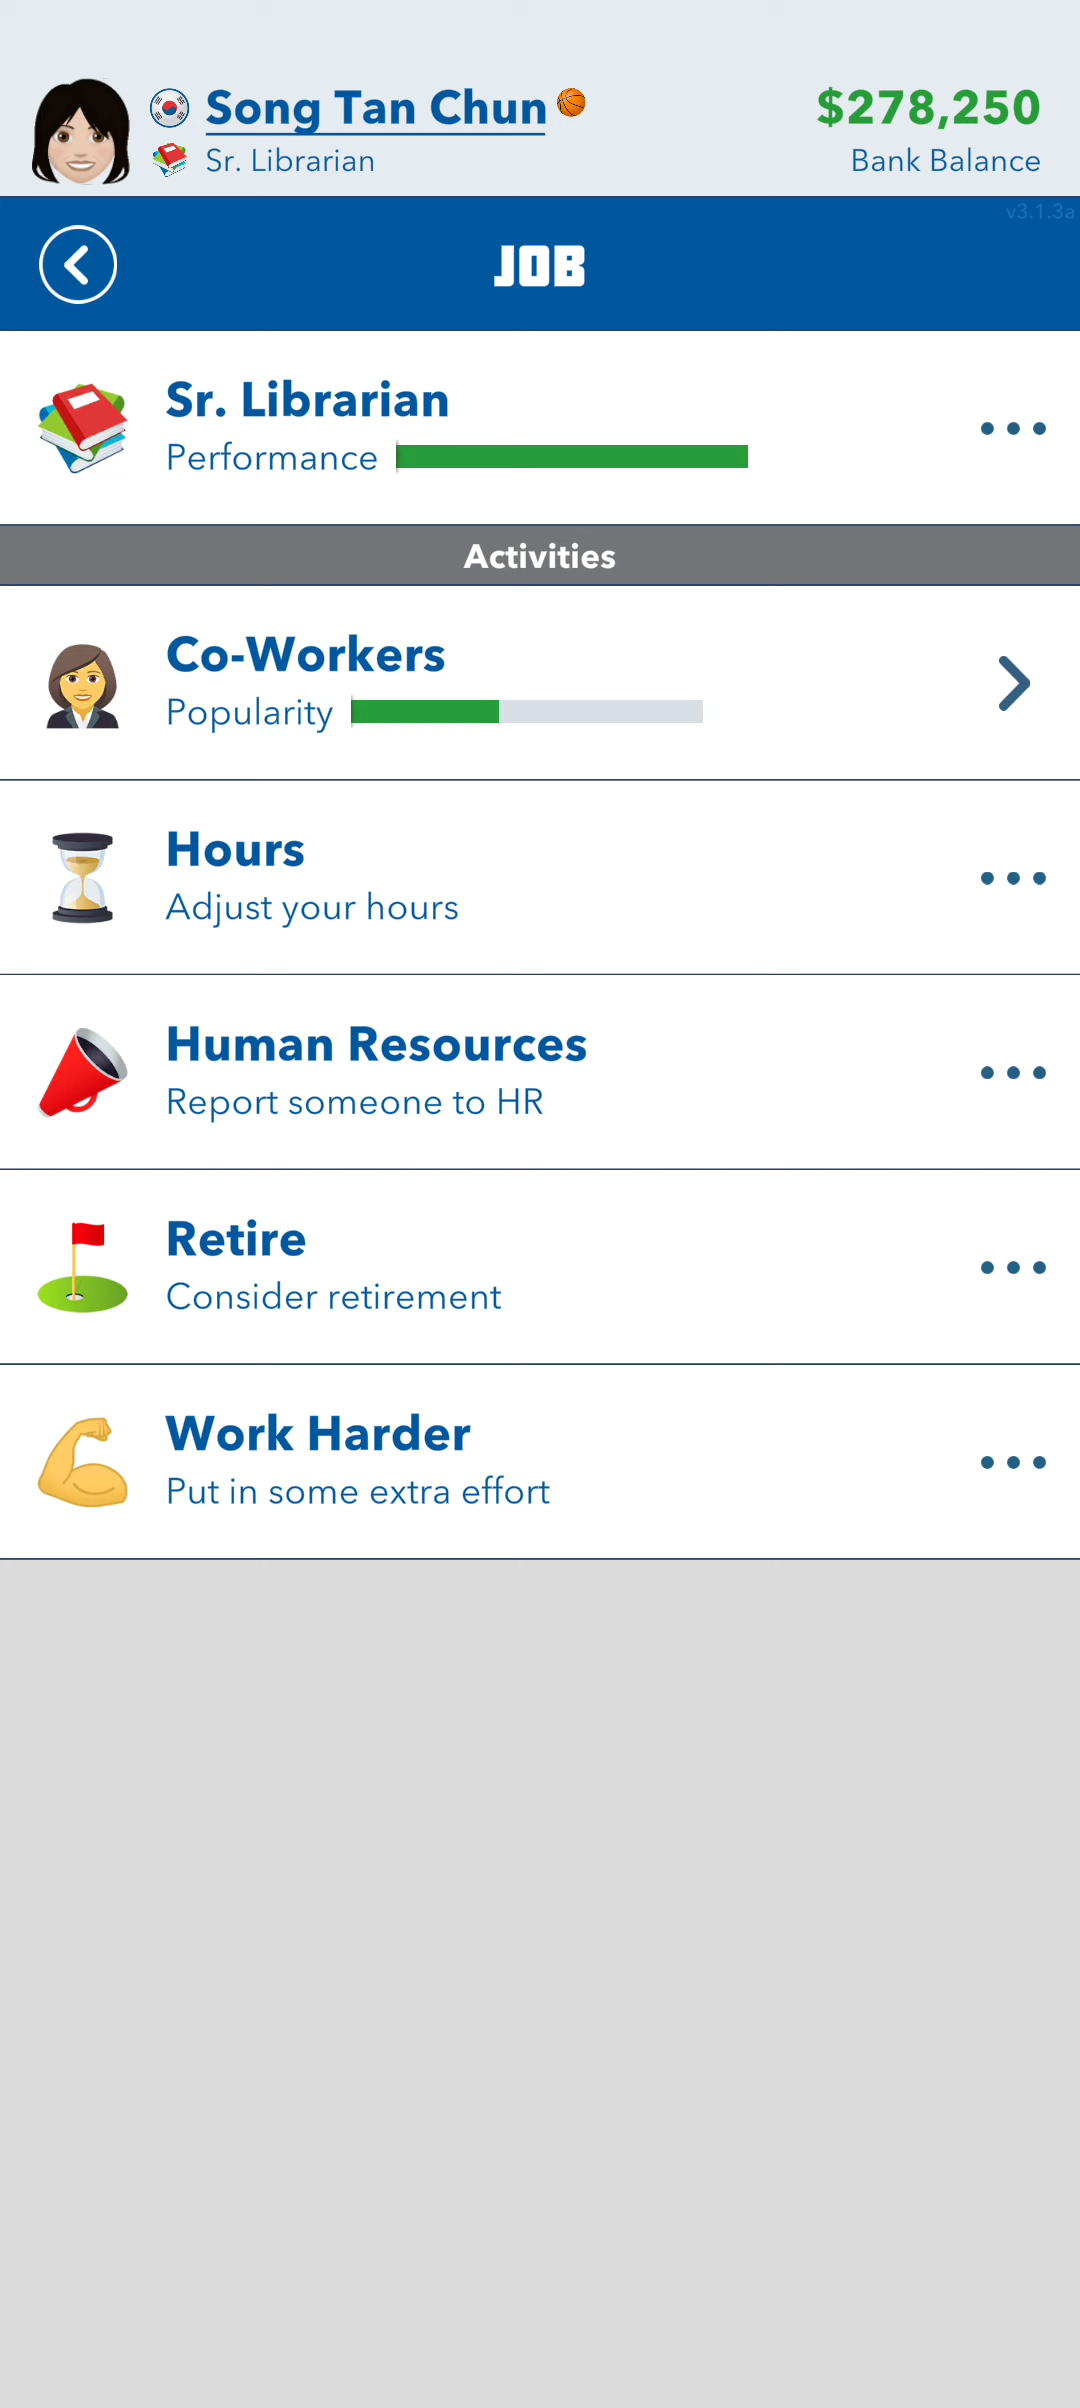 Song Tan Chun
$278,250
Sr. Librarian
Bank Balance
v3.1.3a
JOB
Sr. Librarian
Performance
Activities
Co-Workers
Popularity
Hours
Adjust your hours
Human Resources
Report someone to HR
Retire
Consider retirement
Work Harder
Put in some extra effort